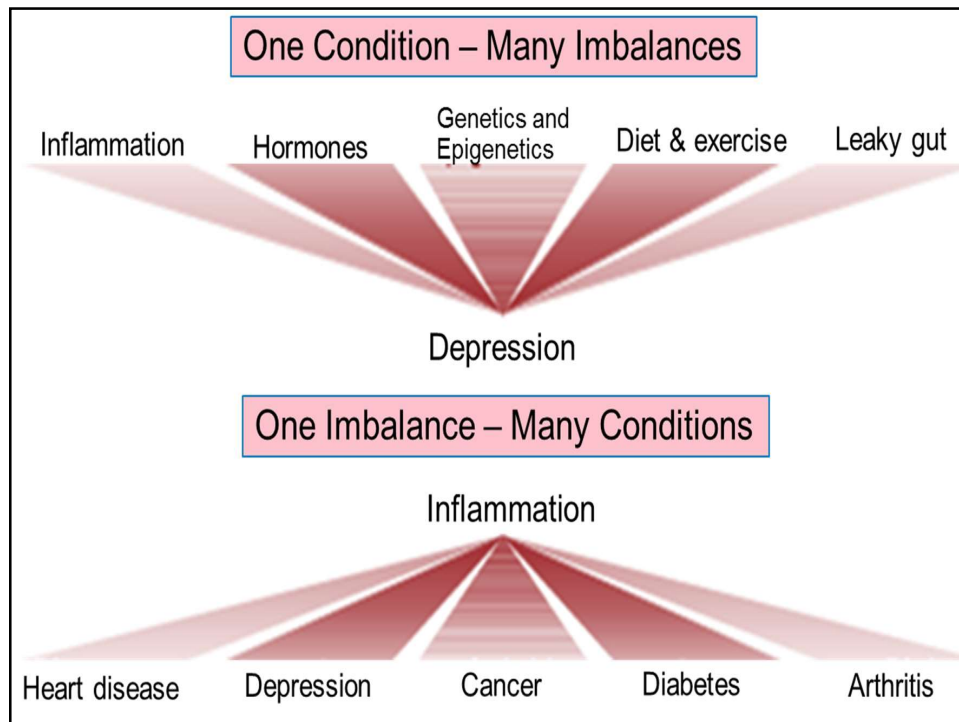 One Condition – Many Imbalances
Inflammation
Hormones
Genetics and
Epigenetics
Diet & exercise
Leaky gut
Depression
One Imbalance – Many Conditions
Inflammation
Heart disease
Depression
Cancer
Diabetes
Arthritis